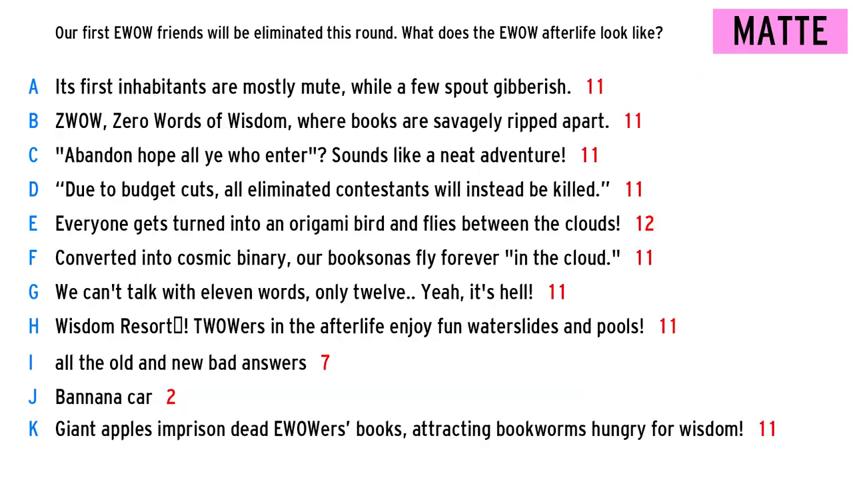 Our first EWOW friends will be eliminated this round. What does the EWOW afterlife look like?
MATTE
A Its first inhabitants are mostly mute, while a few spout gibberish. 11
B ZWOW, Zero Words of Wisdom, where books are savagely ripped apart. 11
C "Abandon hope all ye who enter"? Sounds like a neat adventure! 11
D “Due to budget cuts, all eliminated contestants will instead be killed.” 11
E Everyone gets turned into an origami bird and flies between the clouds! 12
F Converted into cosmic binary, our booksonas fly forever "in the cloud." 11
G We can't talk with eleven words, only twelve.. Yeah, it's hell! 11
H Wisdom Resort▯! TWOWers in the afterlife enjoy fun waterslides and pools! 11
I all the old and new bad answers 7
J Bannana car 2
K Giant apples imprison dead EWOWers’ books, attracting bookworms hungry for wisdom! 11